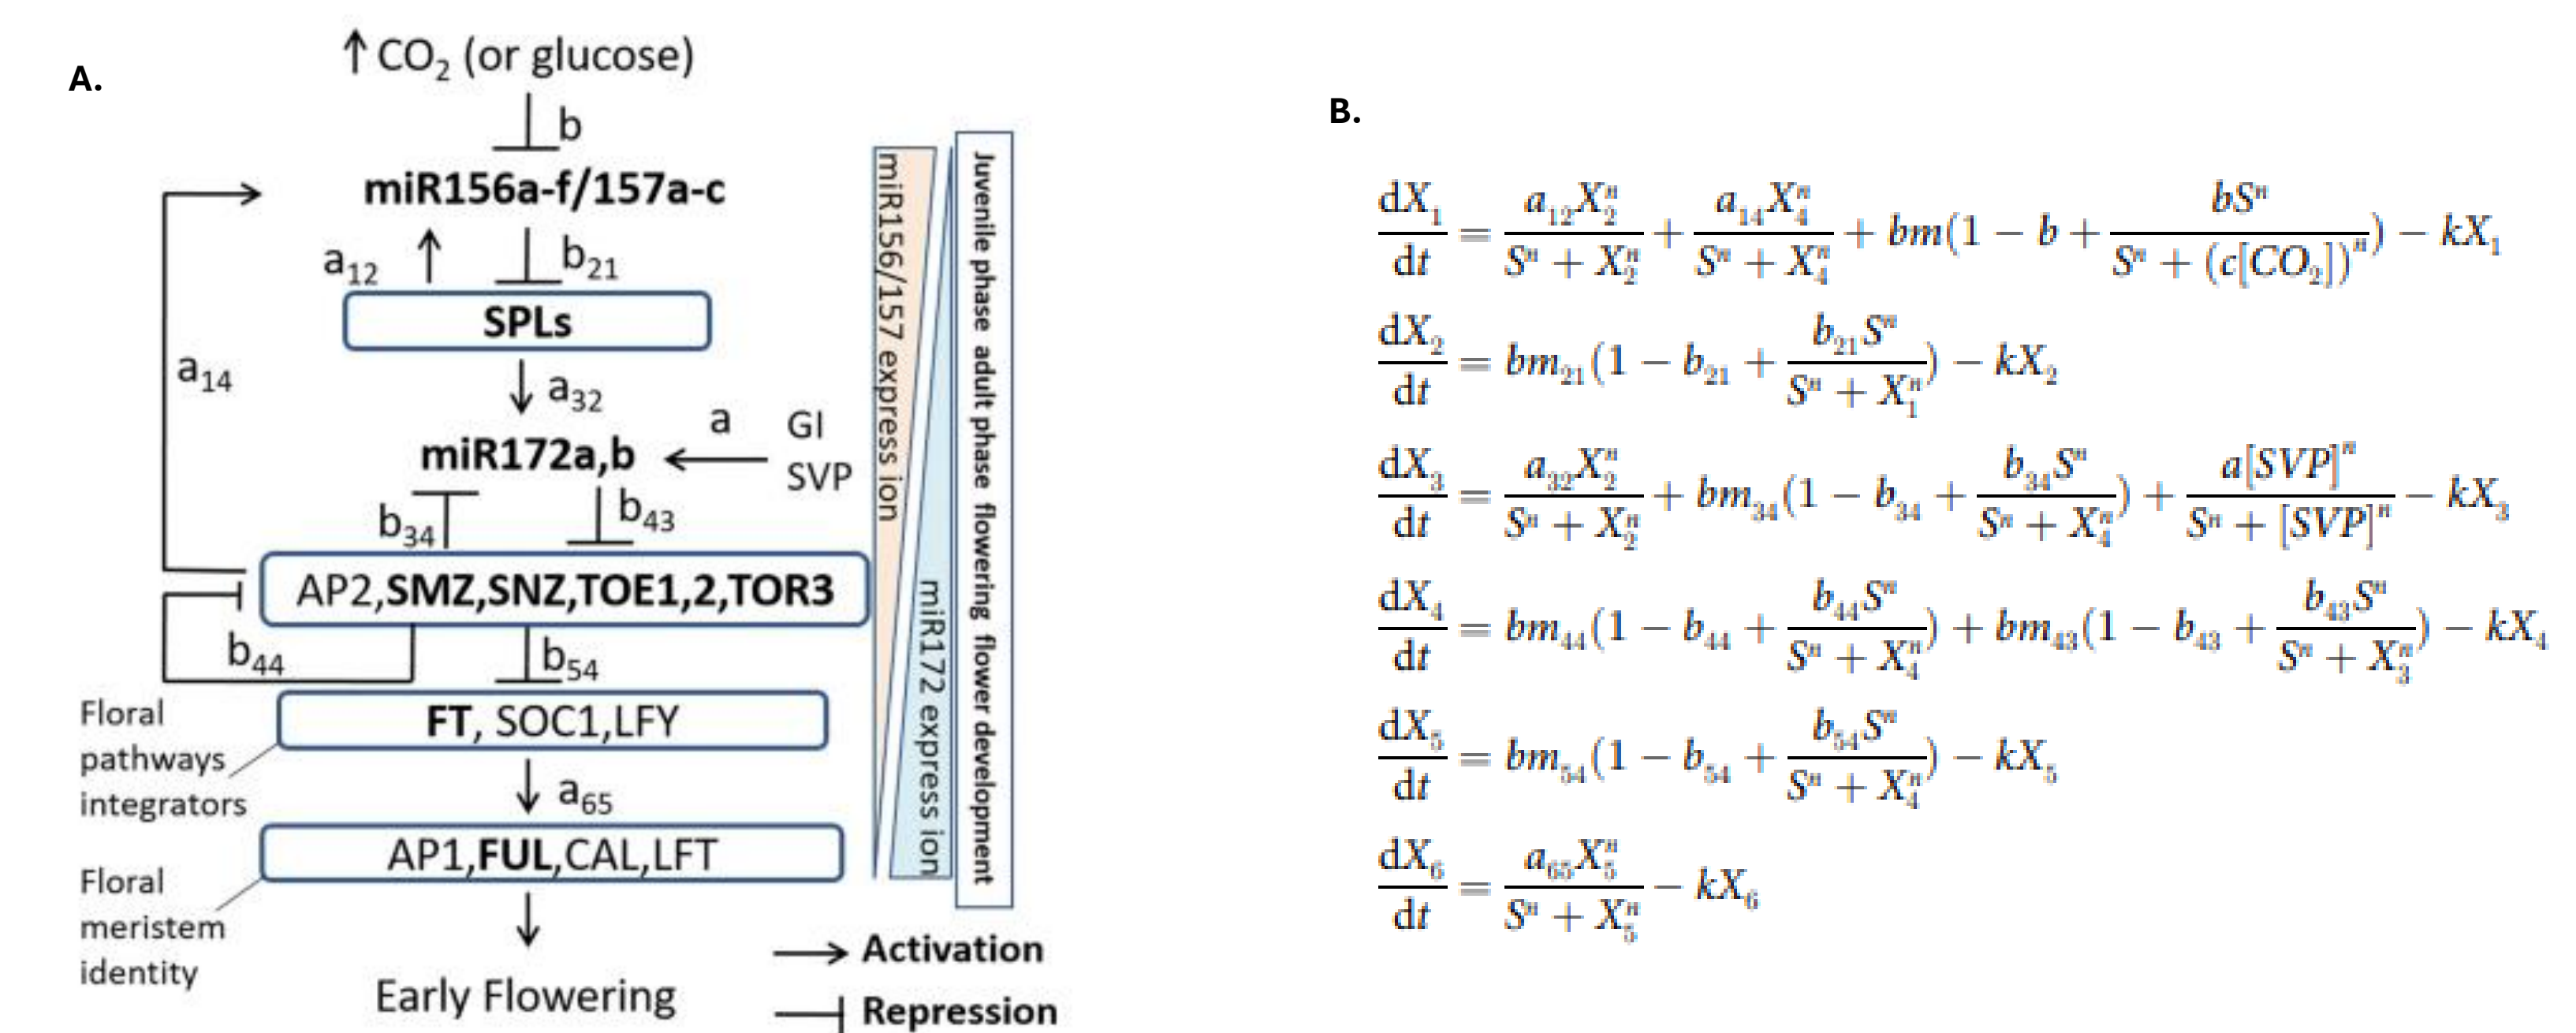 A.
↑ CO₂ (or glucose)
b
miR156a-f/157a-c
a₁₂
b₂₁
SPLs
a₁₄
a₃₂
a
GI
SVP
miR172a,b
b₃₄
b₄₃
AP2,SMZ,SNZ,TOE1,2,TOR3
b₄₄
b₅₄
Floral
pathways
integrators
FT, SOC1,LFY
a₆₅
Floral
meristem
identity
AP1,FUL,CAL,LFT
Early Flowering
Activation
Repression
miR156/157 express ion
miR172 express ion
Juvenile phase adult phase flowering flower development
B.
dX₁/dt = a₁₂X₂ⁿ/(Sⁿ + X₂ⁿ) + a₁₄X₄ⁿ/(Sⁿ + X₄ⁿ) + bm(1 − b + bSⁿ/(Sⁿ + (c[CO₂])ⁿ)) − kX₁
dX₂/dt = bm₂₁(1 − b₂₁ + b₂₁Sⁿ/(Sⁿ + X₁ⁿ)) − kX₂
dX₃/dt = a₃₂X₂ⁿ/(Sⁿ + X₂ⁿ) + bm₃₄(1 − b₃₄ + b₃₄Sⁿ/(Sⁿ + X₄ⁿ)) + a[SVP]ⁿ/(Sⁿ + [SVP]ⁿ) − kX₃
dX₄/dt = bm₄₄(1 − b₄₄ + b₄₄Sⁿ/(Sⁿ + X₄ⁿ)) + bm₄₃(1 − b₄₃ + b₄₃Sⁿ/(Sⁿ + X₃ⁿ)) − kX₄
dX₅/dt = bm₅₄(1 − b₅₄ + b₅₄Sⁿ/(Sⁿ + X₄ⁿ)) − kX₅
dX₆/dt = a₆₅X₅ⁿ/(Sⁿ + X₅ⁿ) − kX₆